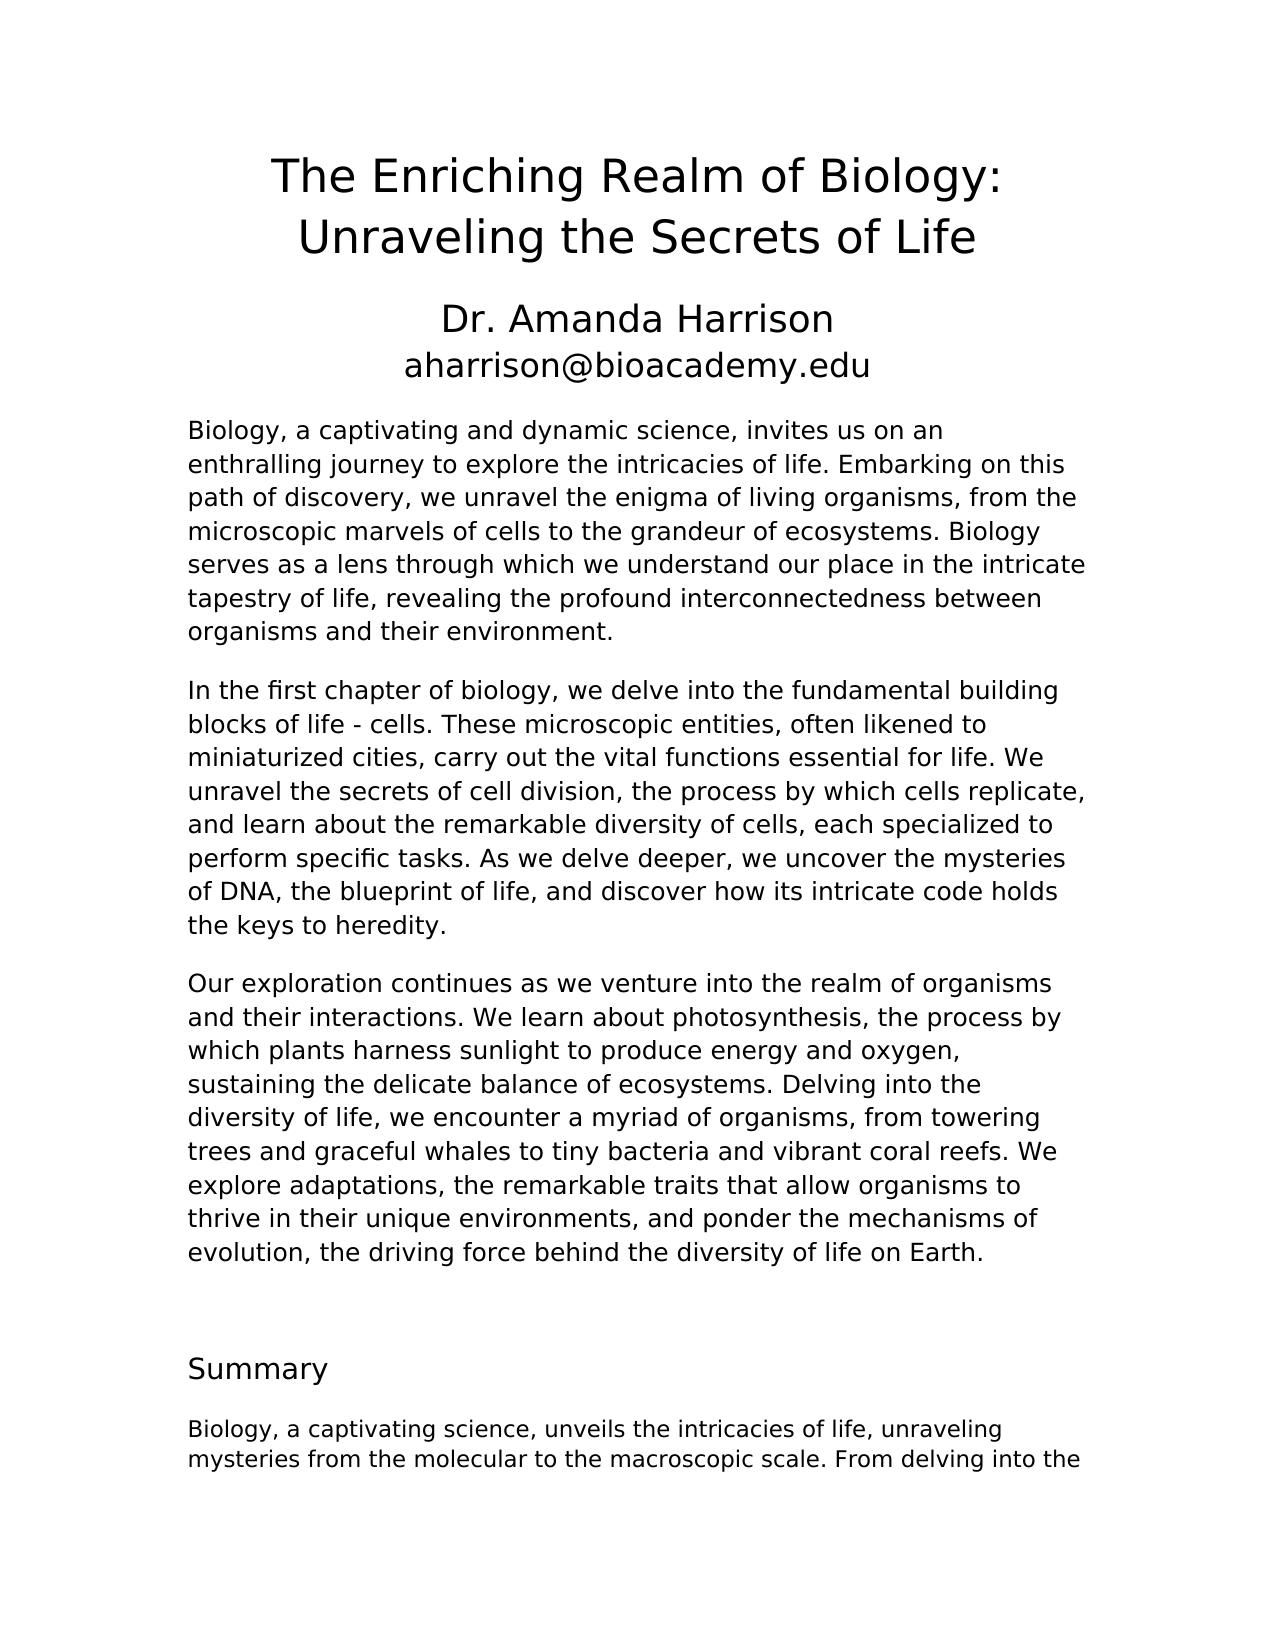 The Enriching Realm of Biology:
Unraveling the Secrets of Life
Dr. Amanda Harrison
aharrison@bioacademy.edu
Biology, a captivating and dynamic science, invites us on an
enthralling journey to explore the intricacies of life. Embarking on this
path of discovery, we unravel the enigma of living organisms, from the
microscopic marvels of cells to the grandeur of ecosystems. Biology
serves as a lens through which we understand our place in the intricate
tapestry of life, revealing the profound interconnectedness between
organisms and their environment.
In the first chapter of biology, we delve into the fundamental building
blocks of life - cells. These microscopic entities, often likened to
miniaturized cities, carry out the vital functions essential for life. We
unravel the secrets of cell division, the process by which cells replicate,
and learn about the remarkable diversity of cells, each specialized to
perform specific tasks. As we delve deeper, we uncover the mysteries
of DNA, the blueprint of life, and discover how its intricate code holds
the keys to heredity.
Our exploration continues as we venture into the realm of organisms
and their interactions. We learn about photosynthesis, the process by
which plants harness sunlight to produce energy and oxygen,
sustaining the delicate balance of ecosystems. Delving into the
diversity of life, we encounter a myriad of organisms, from towering
trees and graceful whales to tiny bacteria and vibrant coral reefs. We
explore adaptations, the remarkable traits that allow organisms to
thrive in their unique environments, and ponder the mechanisms of
evolution, the driving force behind the diversity of life on Earth.
Summary
Biology, a captivating science, unveils the intricacies of life, unraveling
mysteries from the molecular to the macroscopic scale. From delving into the